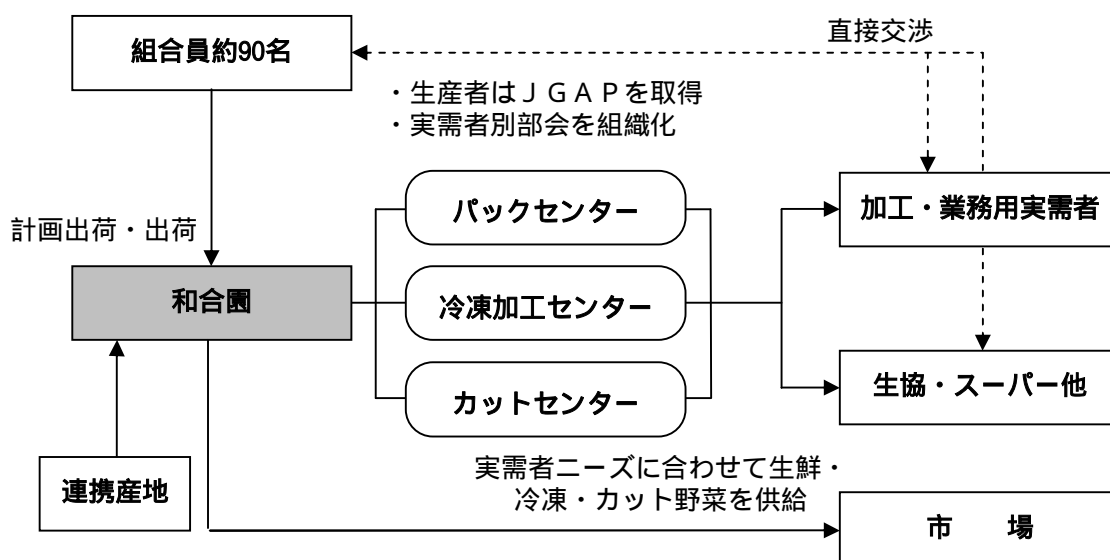 組合員約90名
直接交渉
・生産者はＪＧＡＰを取得
・実需者別部会を組織化
パックセンター
加工・業務用実需者
計画出荷・出荷
和合園
冷凍加工センター
生協・スーパー他
カットセンター
連携産地
実需者ニーズに合わせて生鮮・
冷凍・カット野菜を供給
市　　場